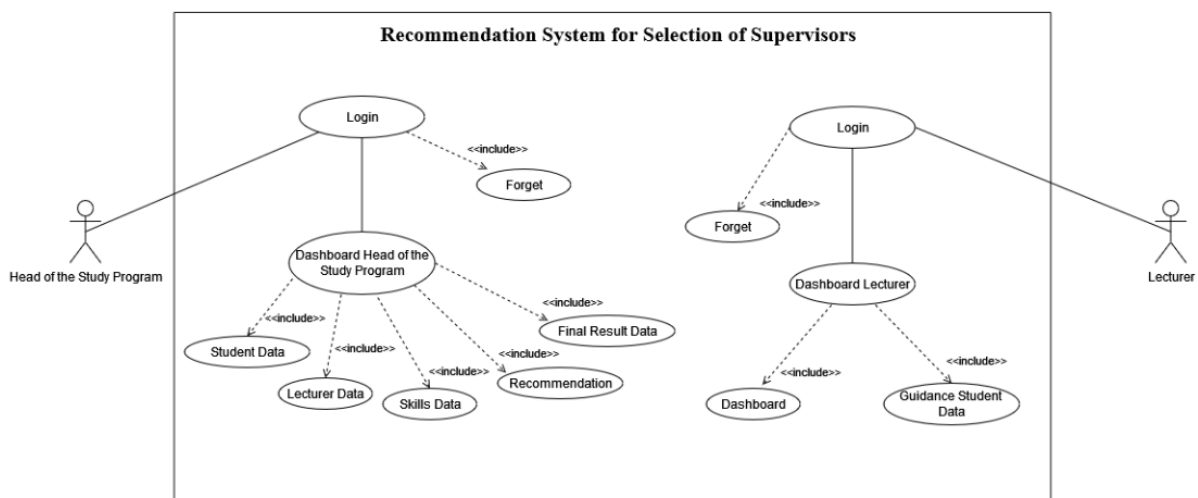 Recommendation System for Selection of Supervisors
Login
<<include>>
Forget
Head of the Study Program
Dashboard Head of the
Study Program
<<include>>
Student Data
<<include>>
Lecturer Data
<<include>>
Skills Data
<<include>>
Recommendation
<<include>>
Final Result Data
Login
<<include>>
Forget
Lecturer
Dashboard Lecturer
<<include>>
Dashboard
<<include>>
Guidance Student
Data